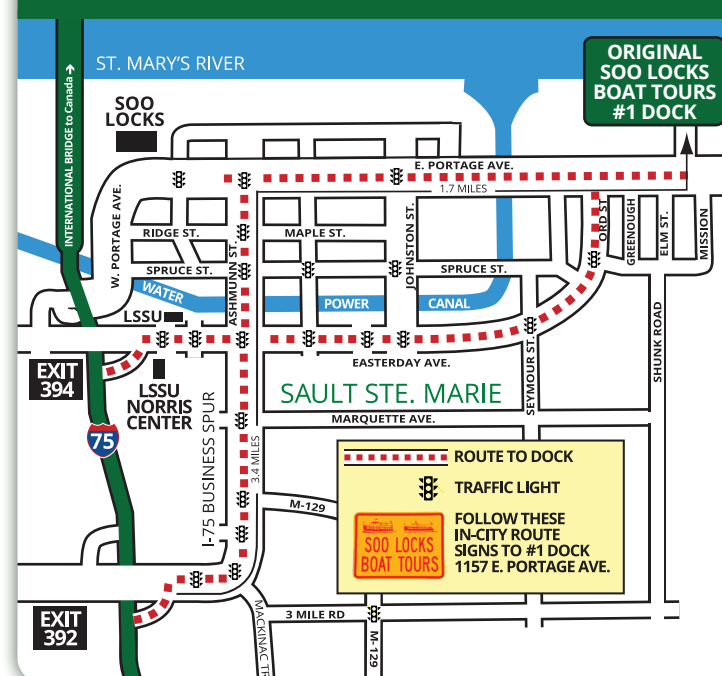 ST. MARY'S RIVER
INTERNATIONAL BRIDGE to Canada →
SOO
LOCKS
ORIGINAL
SOO LOCKS
BOAT TOURS
#1 DOCK
E. PORTAGE AVE.
1.7 MILES
W. PORTAGE AVE.
RIDGE ST.
MAPLE ST.
SPRUCE ST.
SPRUCE ST.
ASHMUNN ST.
JOHNSTON ST.
ORD ST
GREENOUGH
ELM ST.
MISSION
WATER
POWER
CANAL
LSSU
EASTERDAY AVE.
EXIT
394
LSSU
NORRIS
CENTER
75
SAULT STE. MARIE
SEYMOUR ST.
SHUNK ROAD
MARQUETTE AVE.
I-75 BUSINESS SPUR
3.4 MILES
M-129
ROUTE TO DOCK
TRAFFIC LIGHT
SOO LOCKS
BOAT TOURS
FOLLOW THESE
IN-CITY ROUTE
SIGNS TO #1 DOCK
1157 E. PORTAGE AVE.
EXIT
392
MACKINAC TR
3 MILE RD
M- 129